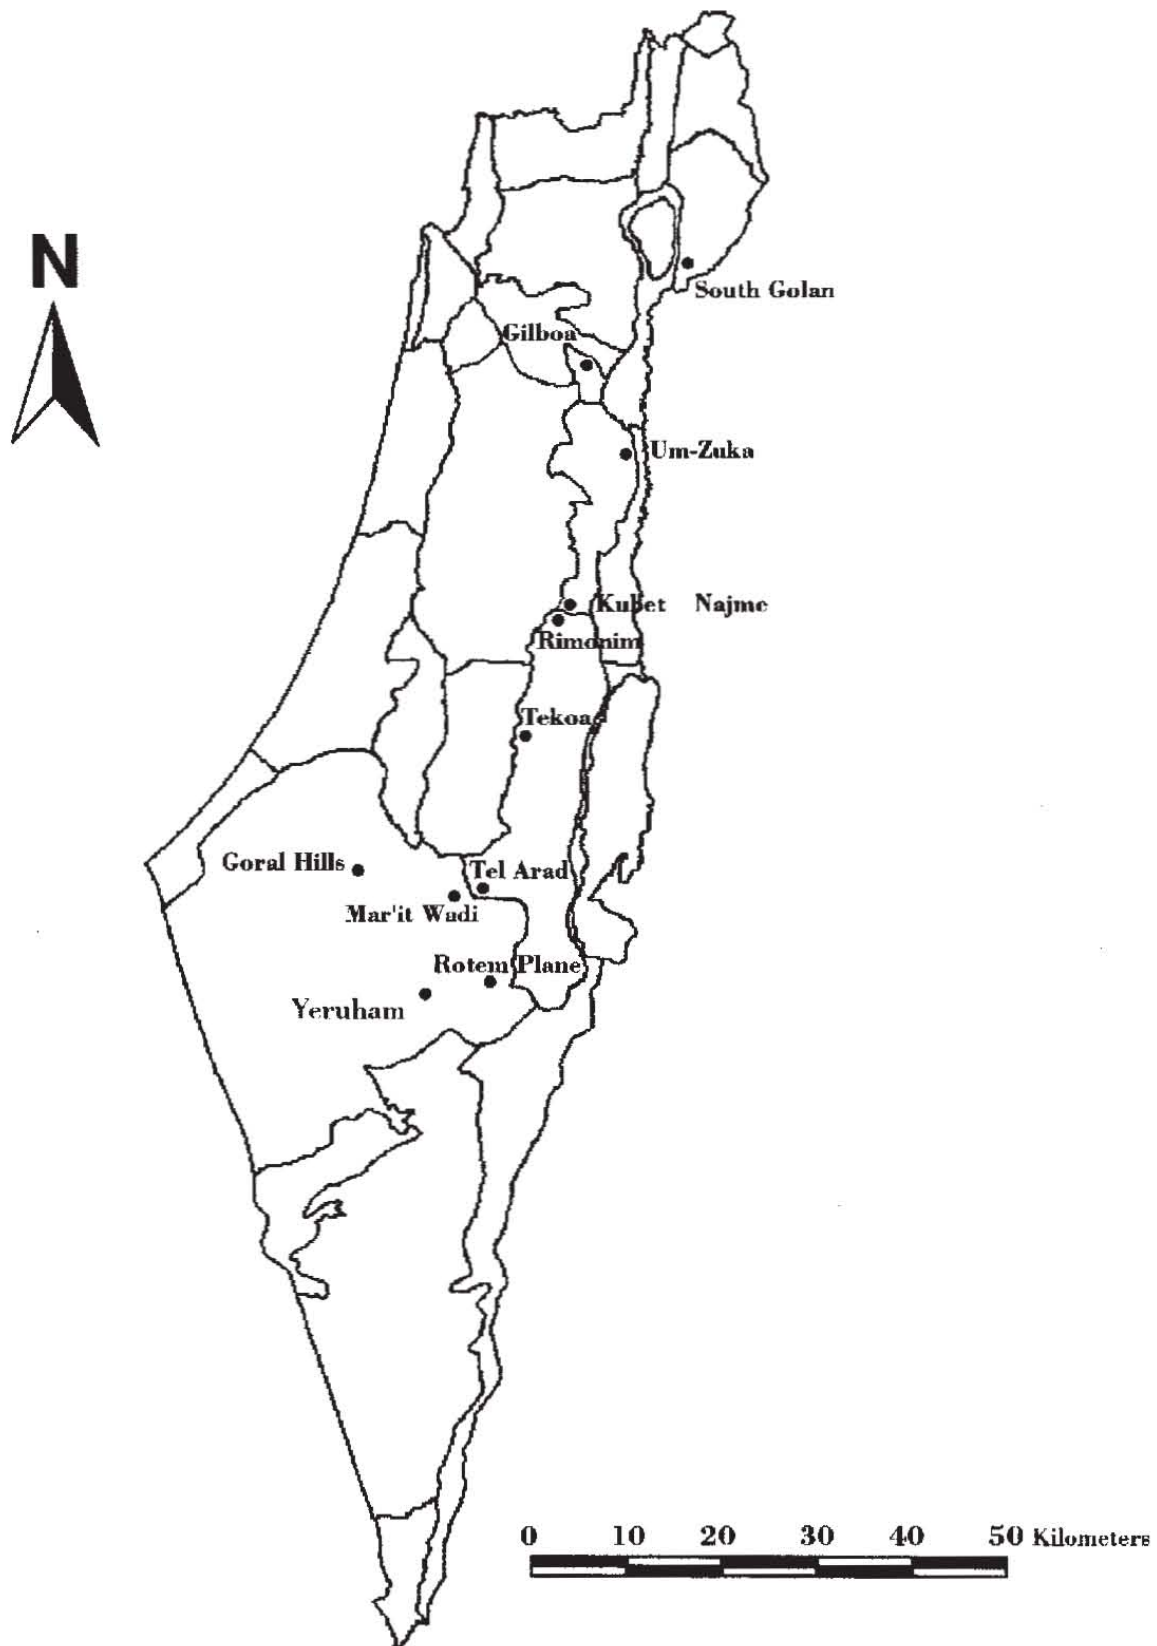 N
South Golan
Gilboa
Um-Zuka
Kubet Najme
Rimonim
Tekoa
Goral Hills
Tel Arad
Mar'it Wadi
Rotem Plane
Yeruham
0 10 20 30 40 50 Kilometers